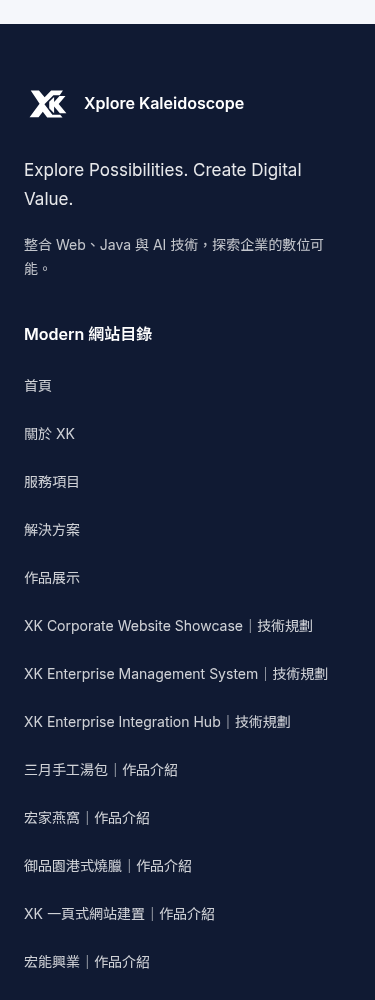 XK
Xplore Kaleidoscope
Explore Possibilities. Create Digital
Value.
整合 Web、Java 與 AI 技術，探索企業的數位可
能。
Modern 網站目錄
首頁
關於 XK
服務項目
解決方案
作品展示
XK Corporate Website Showcase｜技術規劃
XK Enterprise Management System｜技術規劃
XK Enterprise Integration Hub｜技術規劃
三月手工湯包｜作品介紹
宏家燕窩｜作品介紹
御品園港式燒臘｜作品介紹
XK 一頁式網站建置｜作品介紹
宏能興業｜作品介紹